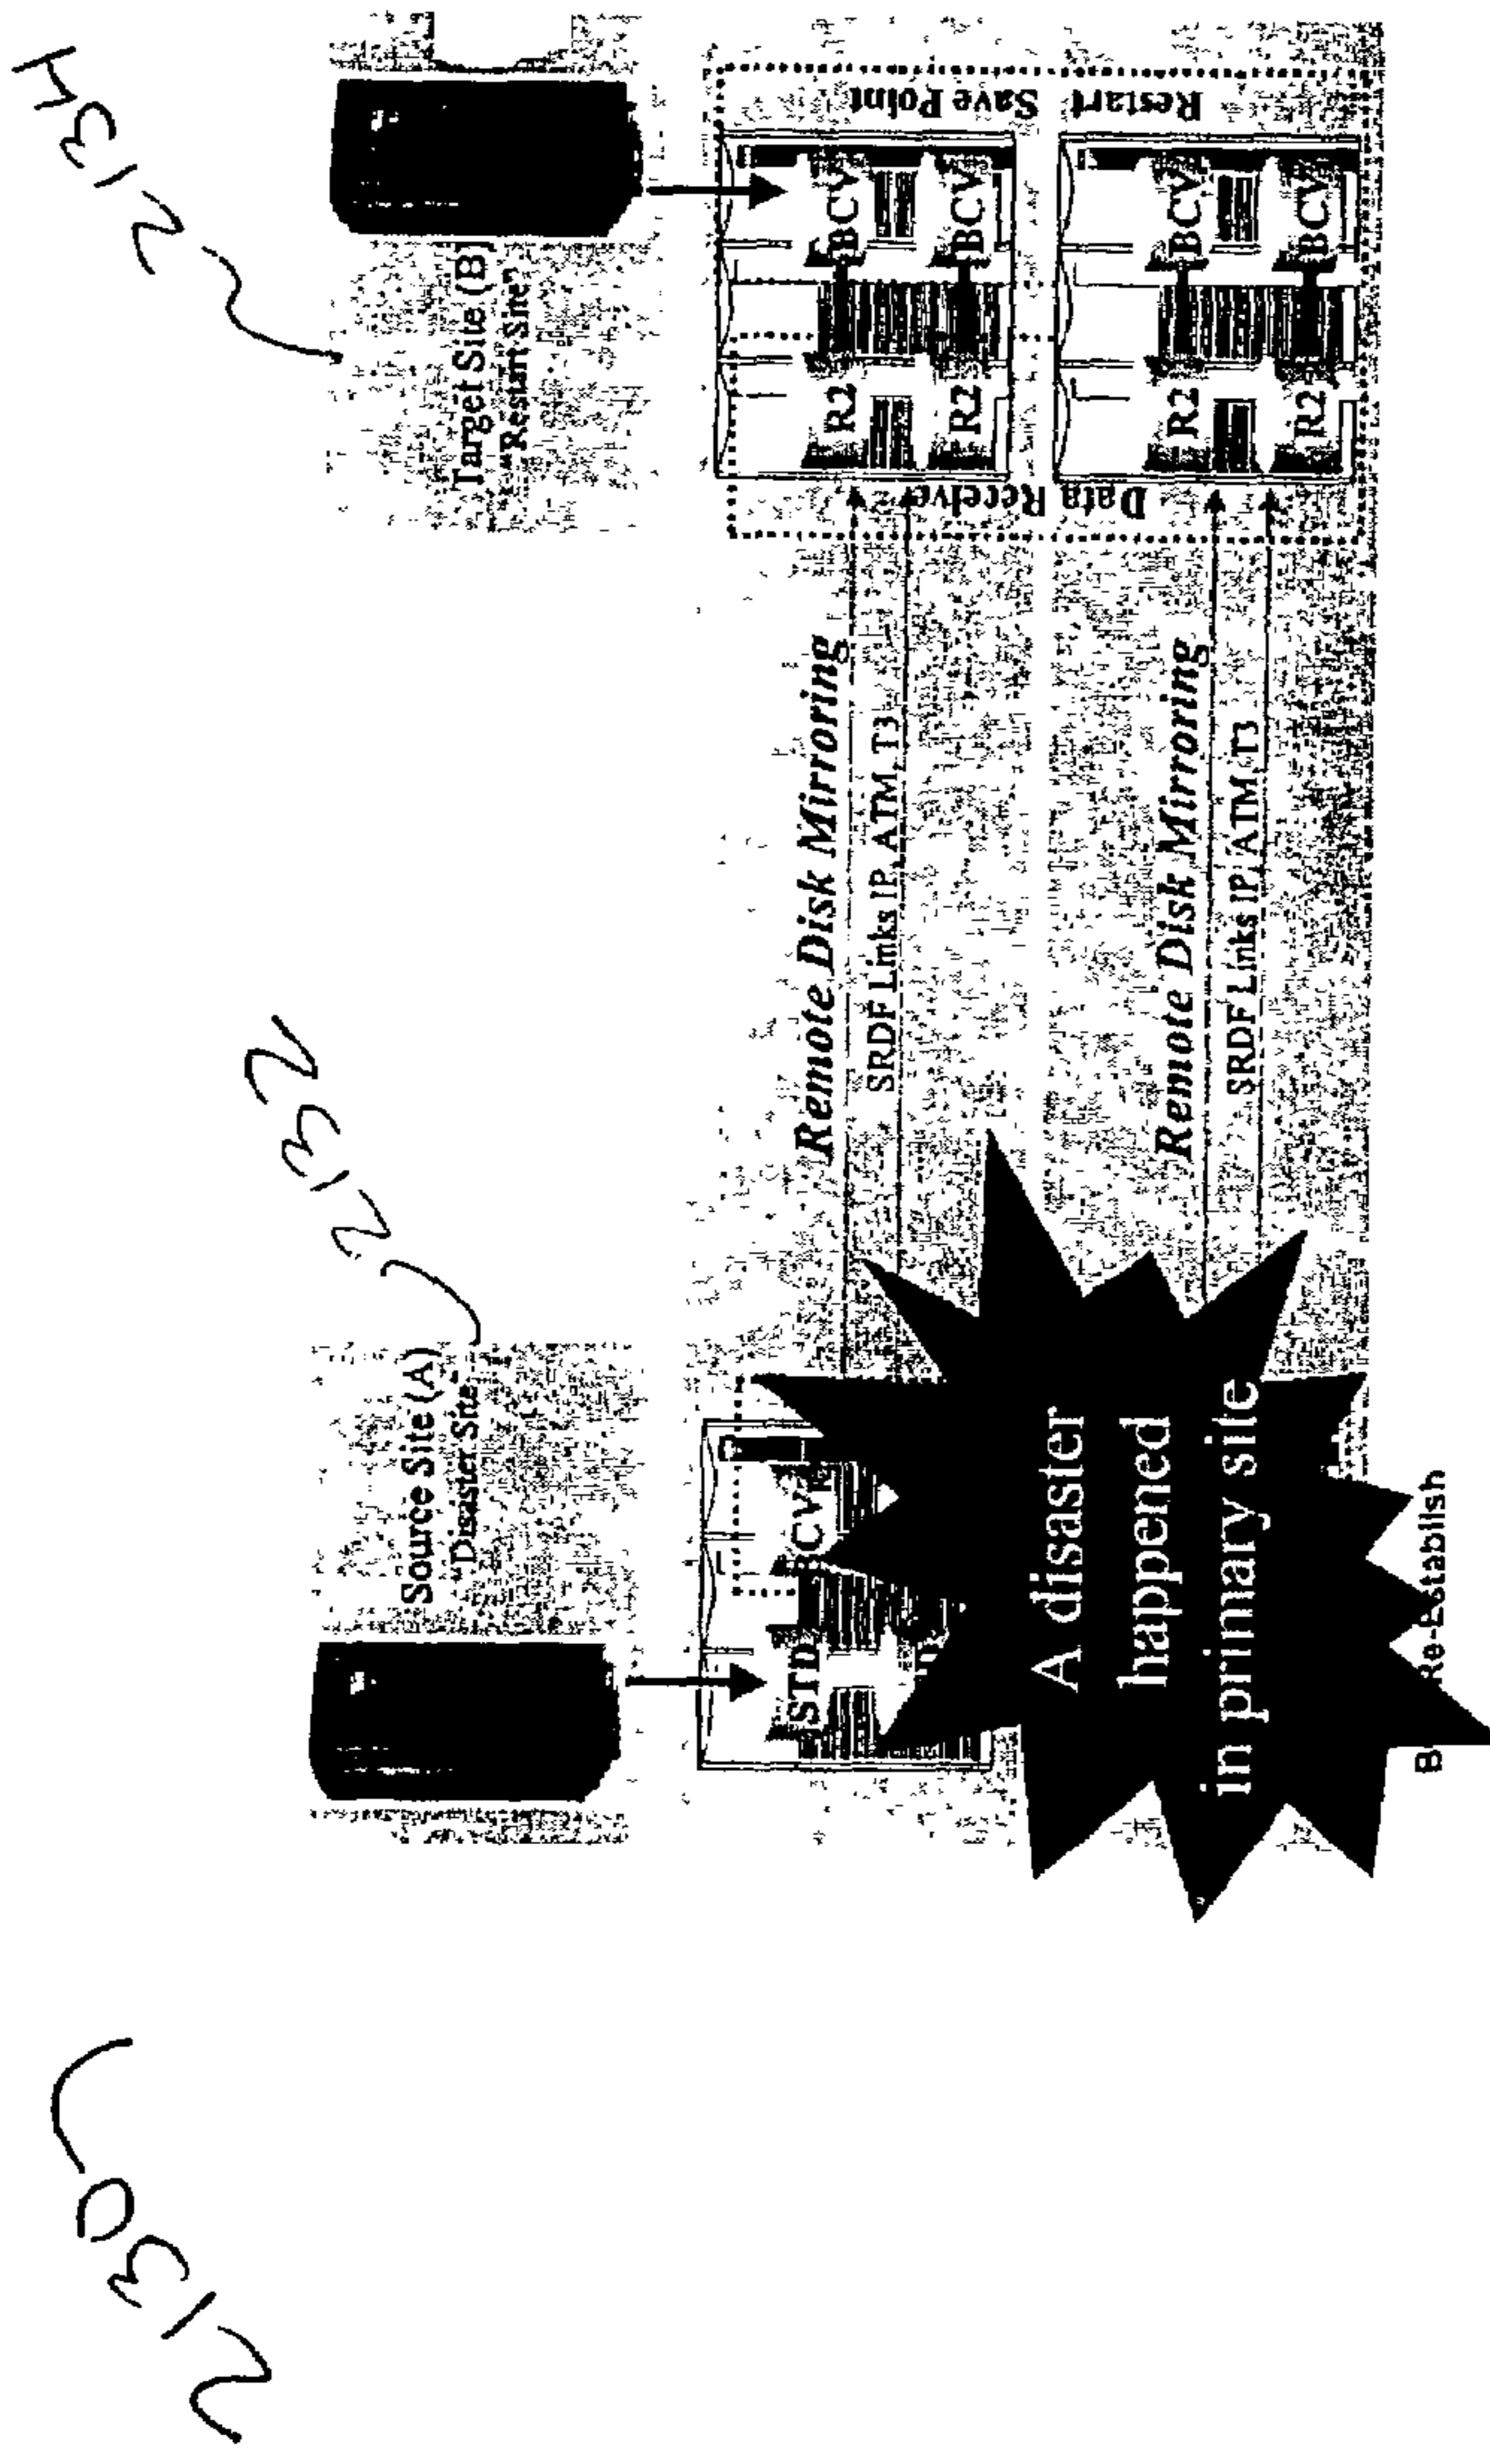 2130
2132
2134
Source Site (A)
"Disaster Site"
Target Site (B)
"Restart Site"
STD
BCV
Remote Disk Mirroring
SRDF Links IP, ATM, T3
R2
BCV
R2
BCV
Save Point
Data Receive
Remote Disk Mirroring
SRDF Links IP, ATM, T3
R2
BCV
R2
BCV
Restart
A disaster
happened
in primary site
Re-Establish